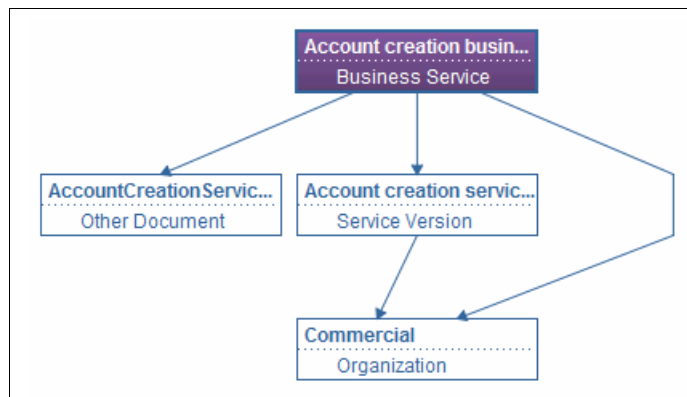 Account creation busin...
Business Service
AccountCreationServic...
Other Document
Account creation servic...
Service Version
Commercial
Organization